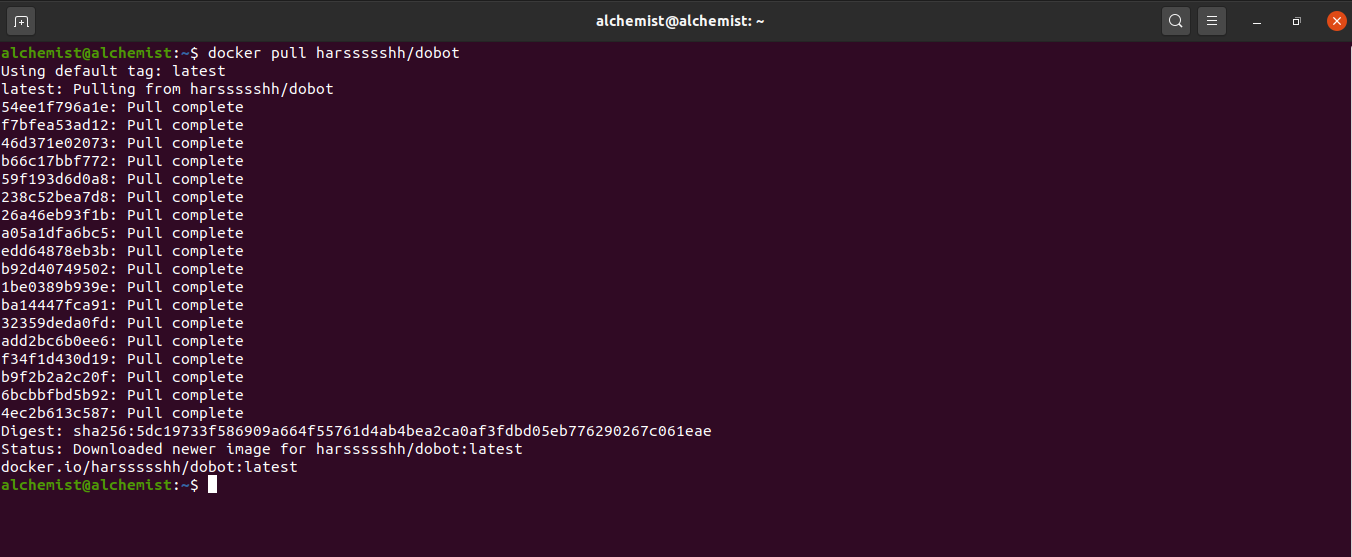 alchemist@alchemist: ~
alchemist@alchemist:~$ docker pull harssssshh/dobot
Using default tag: latest
latest: Pulling from harssssshh/dobot
54ee1f796a1e: Pull complete
f7bfea53ad12: Pull complete
46d371e02073: Pull complete
b66c17bbf772: Pull complete
59f193d6d0a8: Pull complete
238c52bea7d8: Pull complete
26a46eb93f1b: Pull complete
a05a1dfa6bc5: Pull complete
edd64878eb3b: Pull complete
b92d40749502: Pull complete
1be0389b939e: Pull complete
ba14447fca91: Pull complete
32359deda0fd: Pull complete
add2bc6b0ee6: Pull complete
f34f1d430d19: Pull complete
b9f2b2a2c20f: Pull complete
6bcbbfbd5b92: Pull complete
4ec2b613c587: Pull complete
Digest: sha256:5dc19733f586909a664f55761d4ab4bea2ca0af3fdbd05eb776290267c061eae
Status: Downloaded newer image for harssssshh/dobot:latest
docker.io/harssssshh/dobot:latest
alchemist@alchemist:~$